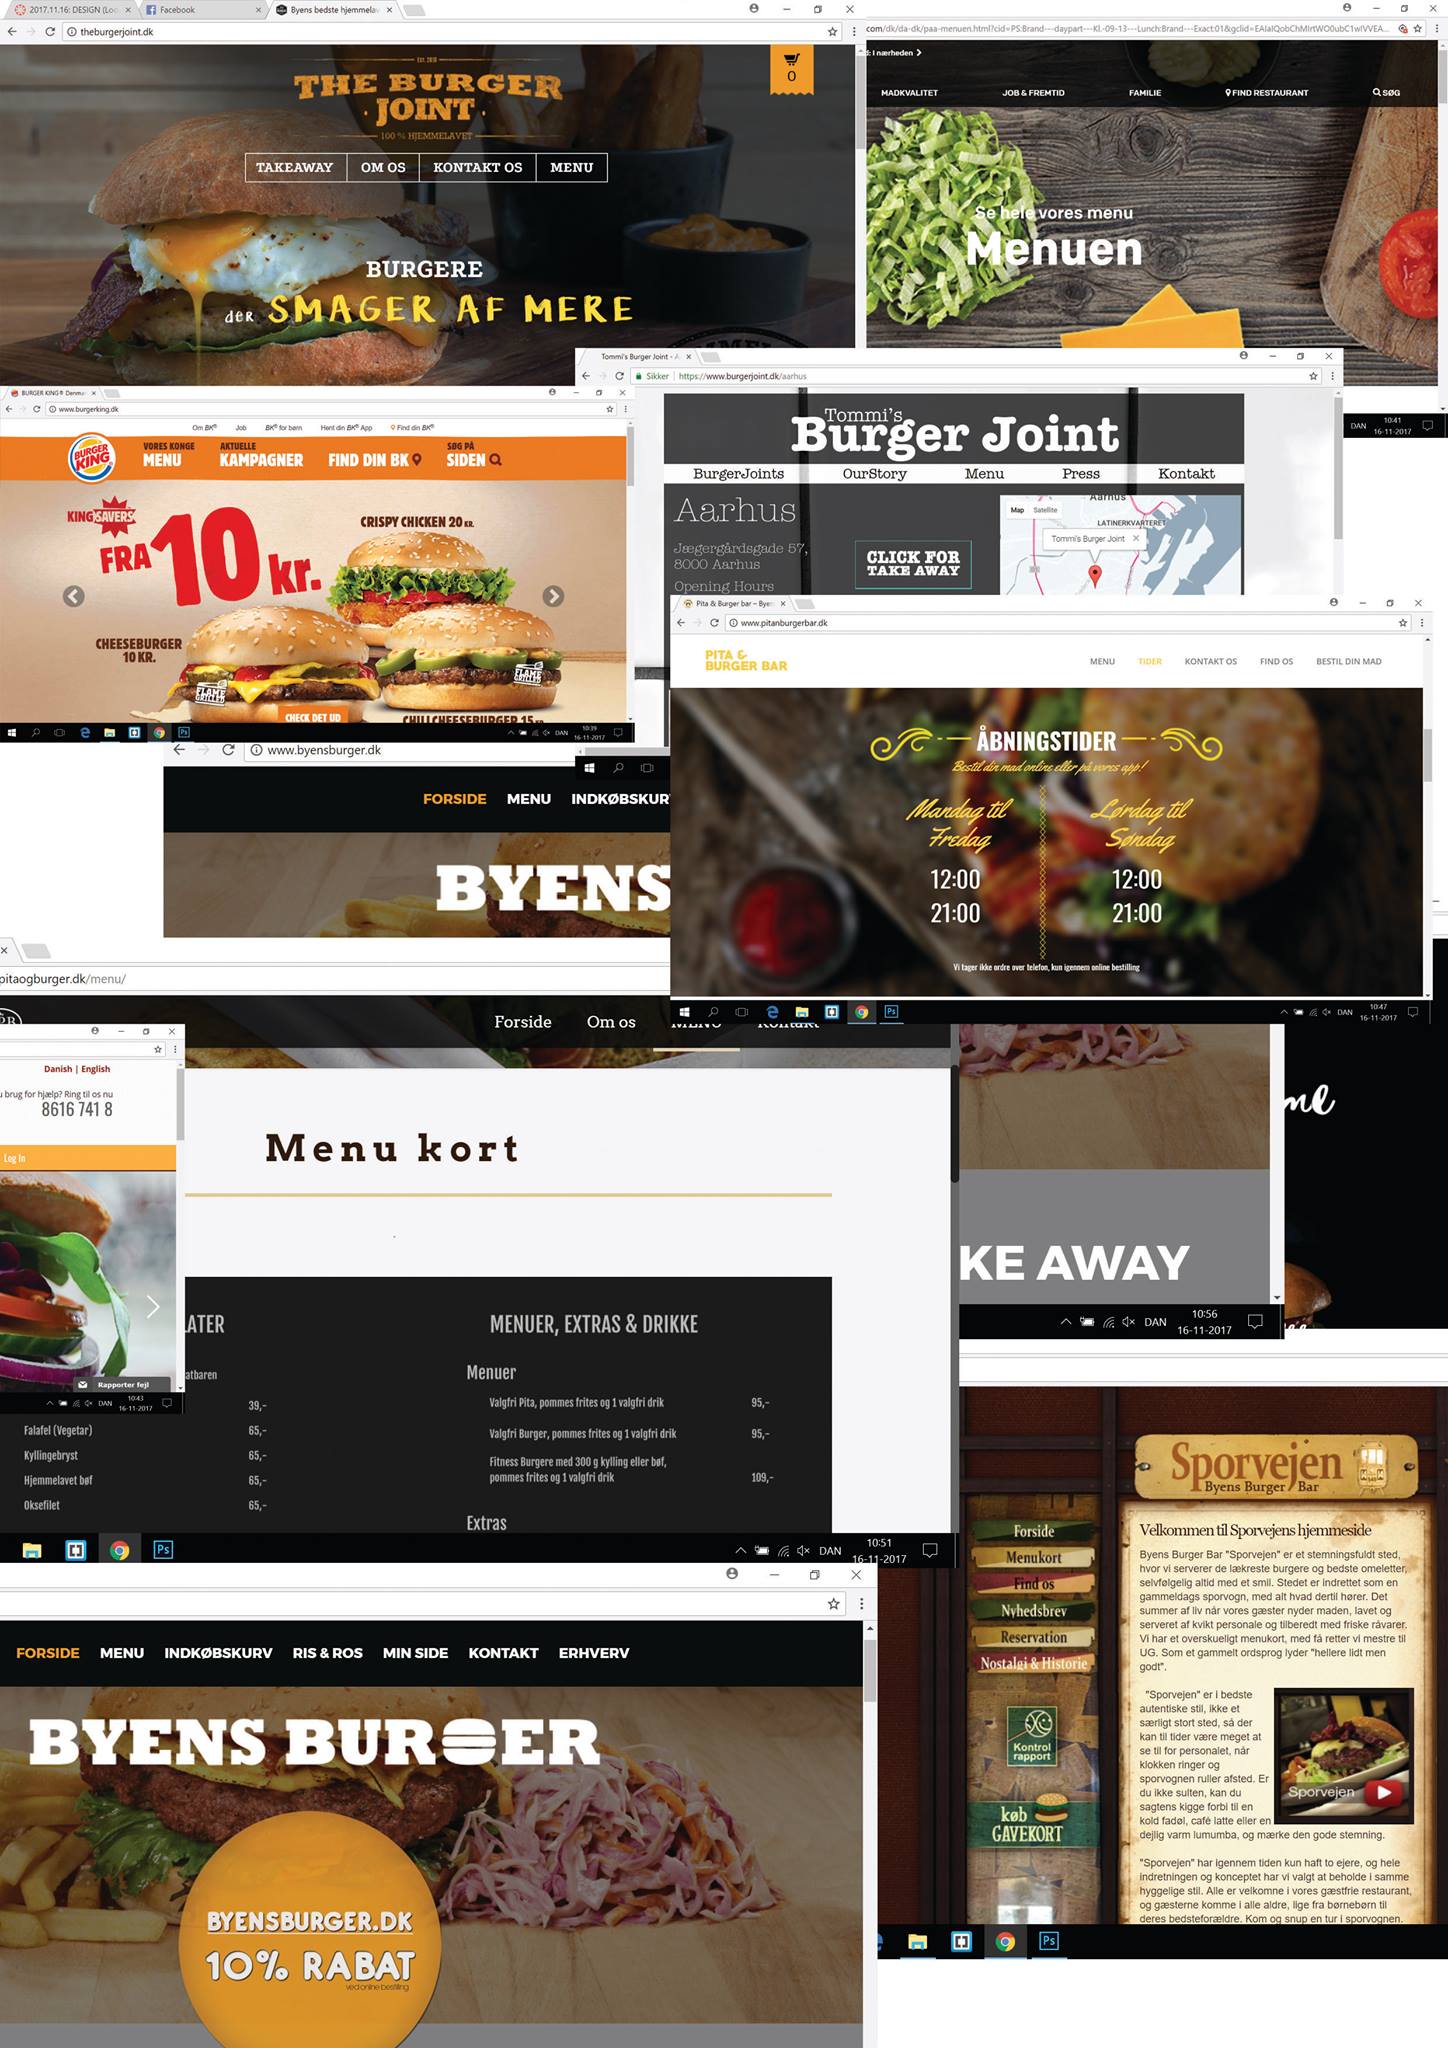 2017.11.16: DESIGN (Lo
Facebook
Byens bedste hjemmelav
theburgerjoint.dk
EST. 2016
THE BURGER
JOINT
100 % HJEMMELAVET
0
TAKEAWAY
OM OS
KONTAKT OS
MENU
BURGERE
der SMAGER AF MERE
com/dk/da-dk/paa-menuen.html?cid=PS:Brand---daypart---Kl.-09-13---Lunch:Brand---Exact:01&gclid=
d: I nærheden >
MADKVALITET
JOB & FREMTID
FAMILIE
FIND RESTAURANT
SØG
Se hele vores menu
Menuen
DAN
10:41
16-11-2017
BURGER KING® Denma
www.burgerking.dk
Om BK®
Job
BK® for børn
Hent din BK® App
Find din BK®
BURGER
KING
VORES KONGE
MENU
AKTUELLE
KAMPAGNER
FIND DIN BK
SØG PÅ
SIDEN
KINGSAVERS
FRA 10 kr.
CRISPY CHICKEN 20 KR.
CHEESEBURGER
10 KR.
FLAME
GRILLED
FLAME
GRILLED
CHECK DET UD
CHILICHEESEBURGER 15 KR.
DAN
10:39
16-11-2017
Tommi's Burger Joint - A
Sikker
https://www.burgerjoint.dk/aarhus
Tommi's
Burger Joint
BurgerJoints
OurStory
Menu
Press
Kontakt
Aarhus
Jægergårdsgade 57,
8000 Aarhus
Opening Hours
CLICK FOR
TAKE AWAY
Map
Satellite
Aarhus
LATINERKVARTERET
Tommi's Burger Joint
Pita & Burger bar – Bye
www.pitanburgerbar.dk
PITA &
BURGER BAR
MENU
TIDER
KONTAKT OS
FIND OS
BESTIL DIN MAD
ÅBNINGSTIDER
Bestil din mad online eller på vores app!
Mandag til
Fredag
12:00
21:00
Lørdag til
Søndag
12:00
21:00
Vi tager ikke ordre over telefon, kun igennem online bestilling
DAN
10:47
16-11-2017
www.byensburger.dk
FORSIDE
MENU
INDKØBSKUR
BYENS
pitaogburger.dk/menu/
Forside
Om os
MENU
Kontakt
Menu kort
LATER
atbaren
39,-
Falafel (Vegetar)
65,-
Kyllingebryst
65,-
Hjemmelavet bøf
65,-
Oksefilet
65,-
MENUER, EXTRAS & DRIKKE
Menuer
Valgfri Pita, pommes frites og 1 valgfri drik
95,-
Valgfri Burger, pommes frites og 1 valgfri drik
95,-
Fitness Burgere med 300 g kylling eller bøf,
pommes frites og 1 valgfri drik
109,-
Extras
DAN
10:51
16-11-2017
Danish | English
u brug for hjælp? Ring til os nu
8616 741 8
Log In
Rapporter fejl
DAN
10:43
16-11-2017
me
KE AWAY
DAN
10:56
16-11-2017
Sporvejen
Byens Burger Bar
Forside
Menukort
Find os
Nyhedsbrev
Reservation
Nostalgi & Historie
Kontrol
rapport
køb
GAVEKORT
Velkommen til Sporvejens hjemmeside
Byens Burger Bar "Sporvejen" er et stemningsfuldt sted,
hvor vi serverer de lækreste burgere og bedste omeletter,
selvfølgelig altid med et smil. Stedet er indrettet som en
gammeldags sporvogn, med alt hvad dertil hører. Det
summer af liv når vores gæster nyder maden, lavet og
serveret af kvikt personale og tilberedt med friske råvarer.
Vi har et overskueligt menukort, med få retter vi mestre til
UG. Som et gammelt ordsprog lyder "hellere lidt men
godt".
"Sporvejen" er i bedste
autentiske stil, ikke et
særligt stort sted, så der
kan til tider være meget at
se til for personalet, når
klokken ringer og
sporvognen ruller afsted. Er
du ikke sulten, kan du
sagtens kigge forbi til en
kold fadøl, café latte eller en
dejlig varm lumumba, og mærke den gode stemning.
Sporvejen
"Sporvejen" har igennem tiden kun haft to ejere, og hele
indretningen og konceptet har vi valgt at beholde i samme
hyggelige stil. Alle er velkomne i vores gæstfrie restaurant,
og gæsterne komme i alle aldre, lige fra børnebørn til
deres bedsteforældre. Kom og snup en tur i sporvognen.
FORSIDE
MENU
INDKØBSKURV
RIS & ROS
MIN SIDE
KONTAKT
ERHVERV
BYENS BURGER
BYENSBURGER.DK
10% RABAT
ved online bestilling